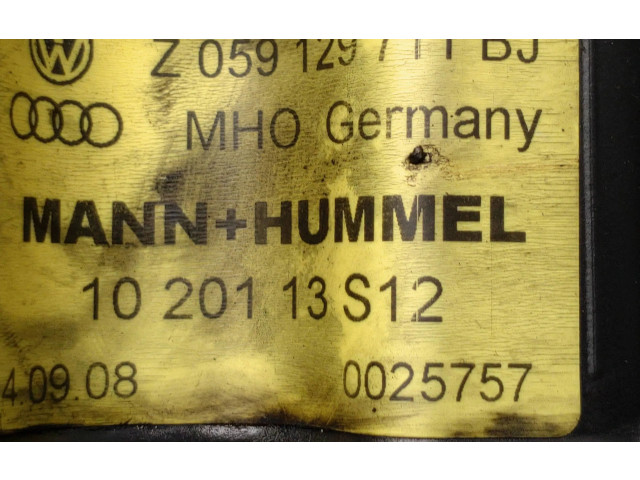 Z 059 129 711 BJ
MHO Germany
MANN+HUMMEL
10 201 13 S12
4.09.08 0025757